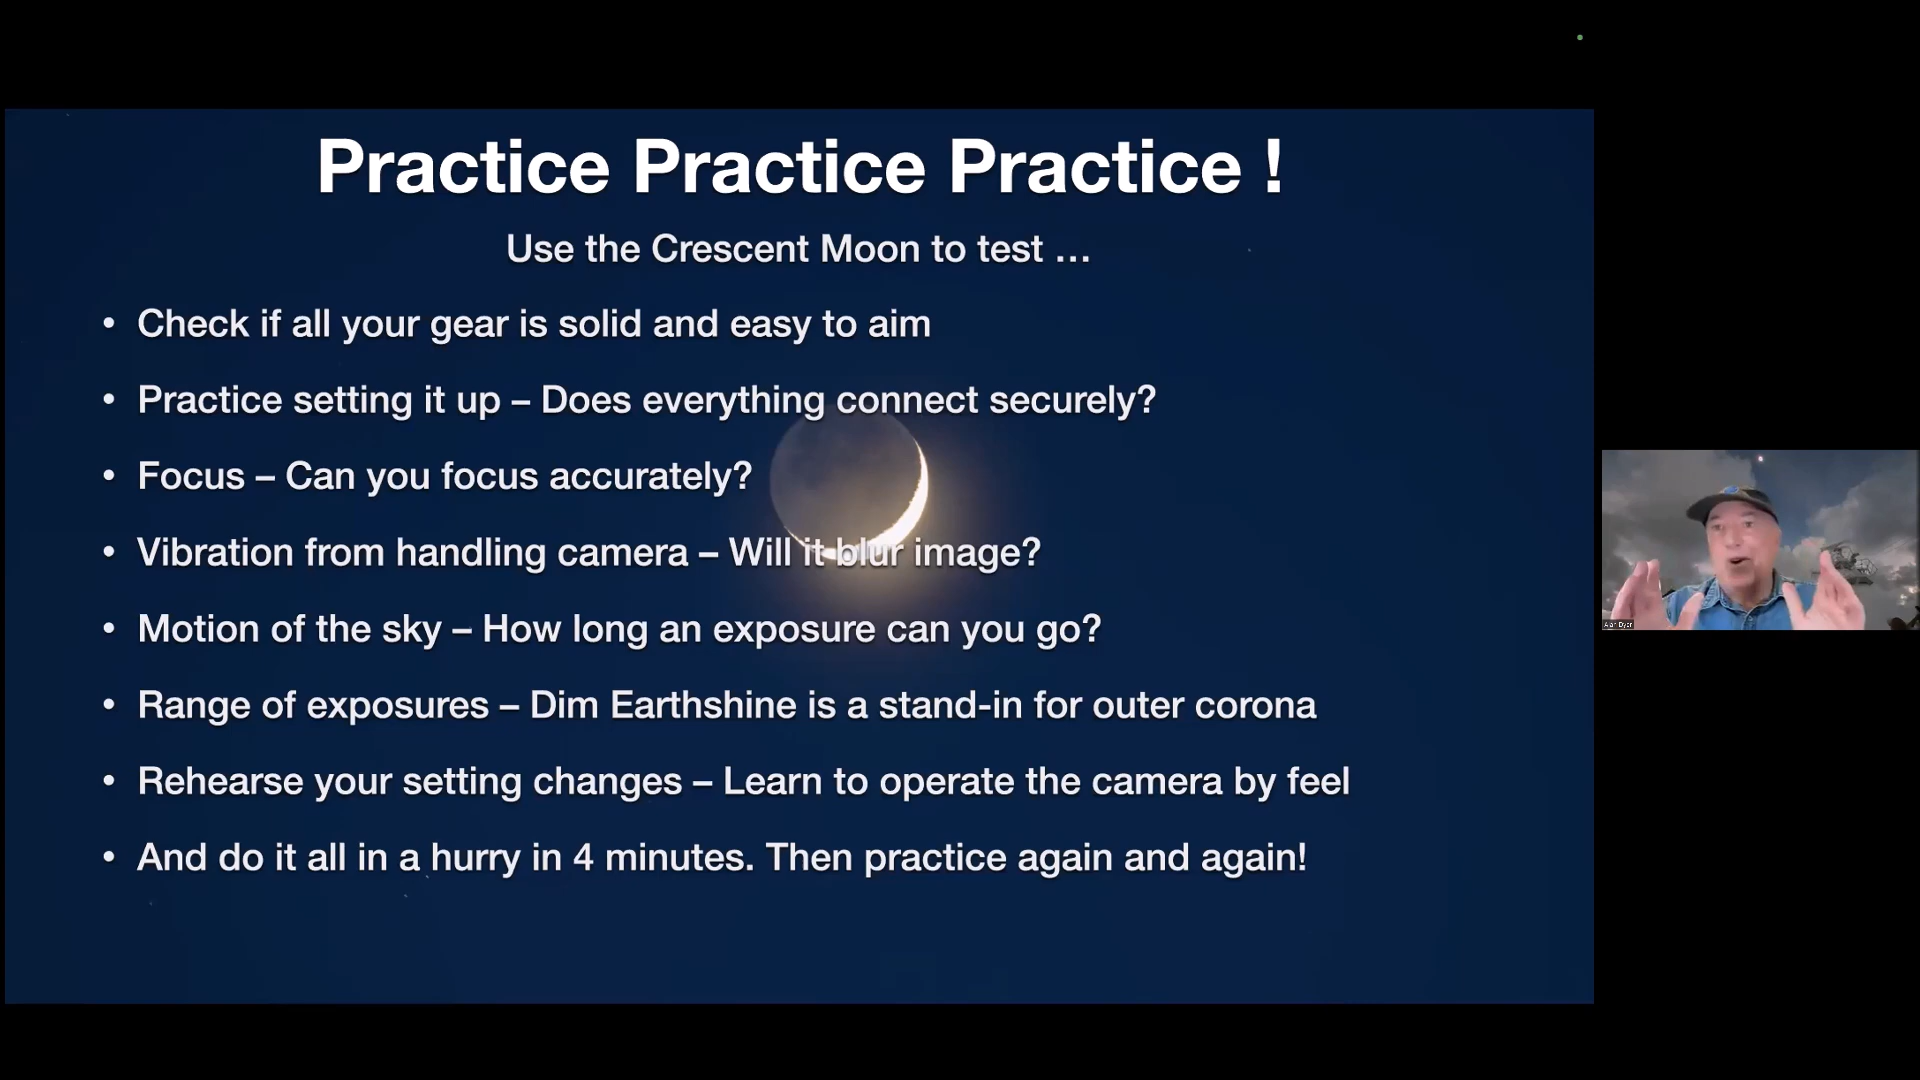 Practice Practice Practice !
Use the Crescent Moon to test …
• Check if all your gear is solid and easy to aim
• Practice setting it up – Does everything connect securely?
• Focus – Can you focus accurately?
• Vibration from handling camera – Will it blur image?
• Motion of the sky – How long an exposure can you go?
• Range of exposures – Dim Earthshine is a stand-in for outer corona
• Rehearse your setting changes – Learn to operate the camera by feel
• And do it all in a hurry in 4 minutes. Then practice again and again!
Alan Dyer